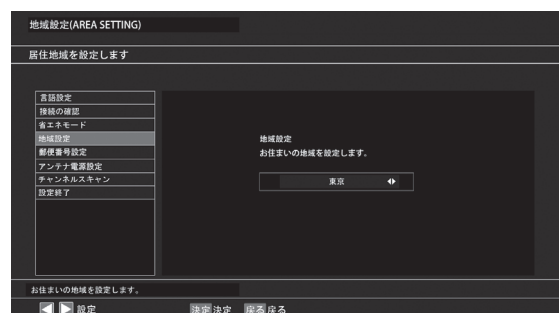 地域設定(AREA SETTING)
居住地域を設定します
言語設定
接続の確認
省エネモード
地域設定
郵便番号設定
アンテナ電源設定
チャンネルスキャン
設定終了
地域設定
お住まいの地域を設定します。
東京
お住まいの地域を設定します。
設定 決定 決定 戻る 戻る